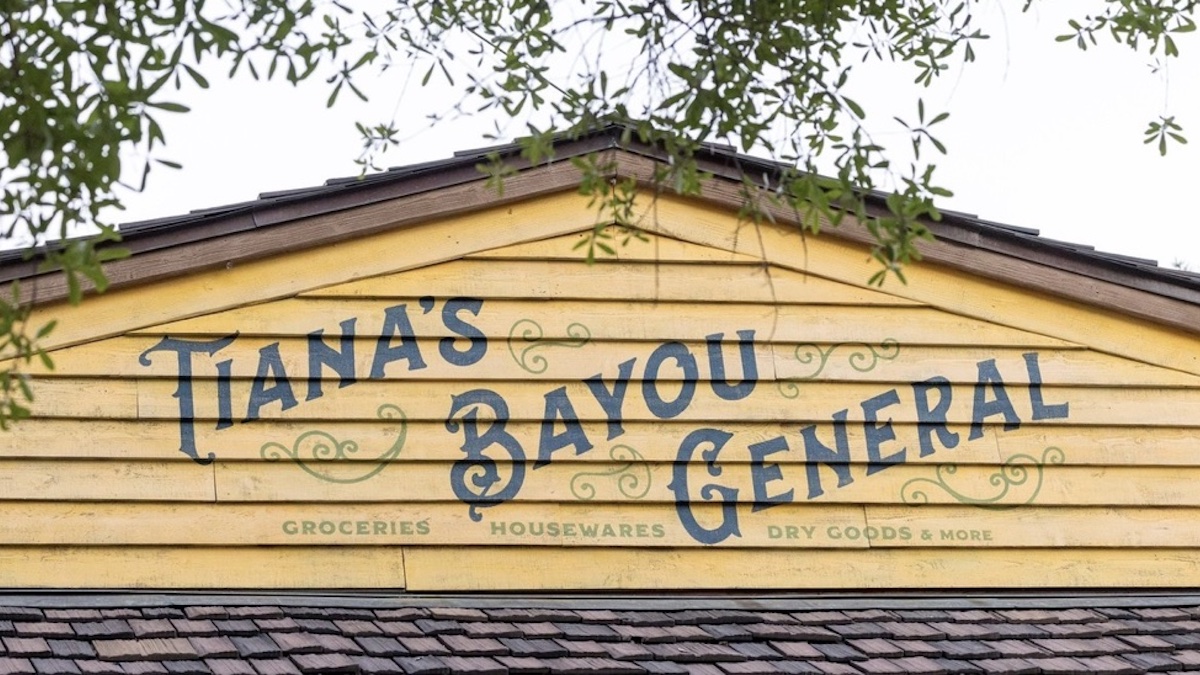 TIANA'S
BAYOU
GENERAL
GROCERIES HOUSEWARES DRY GOODS & MORE